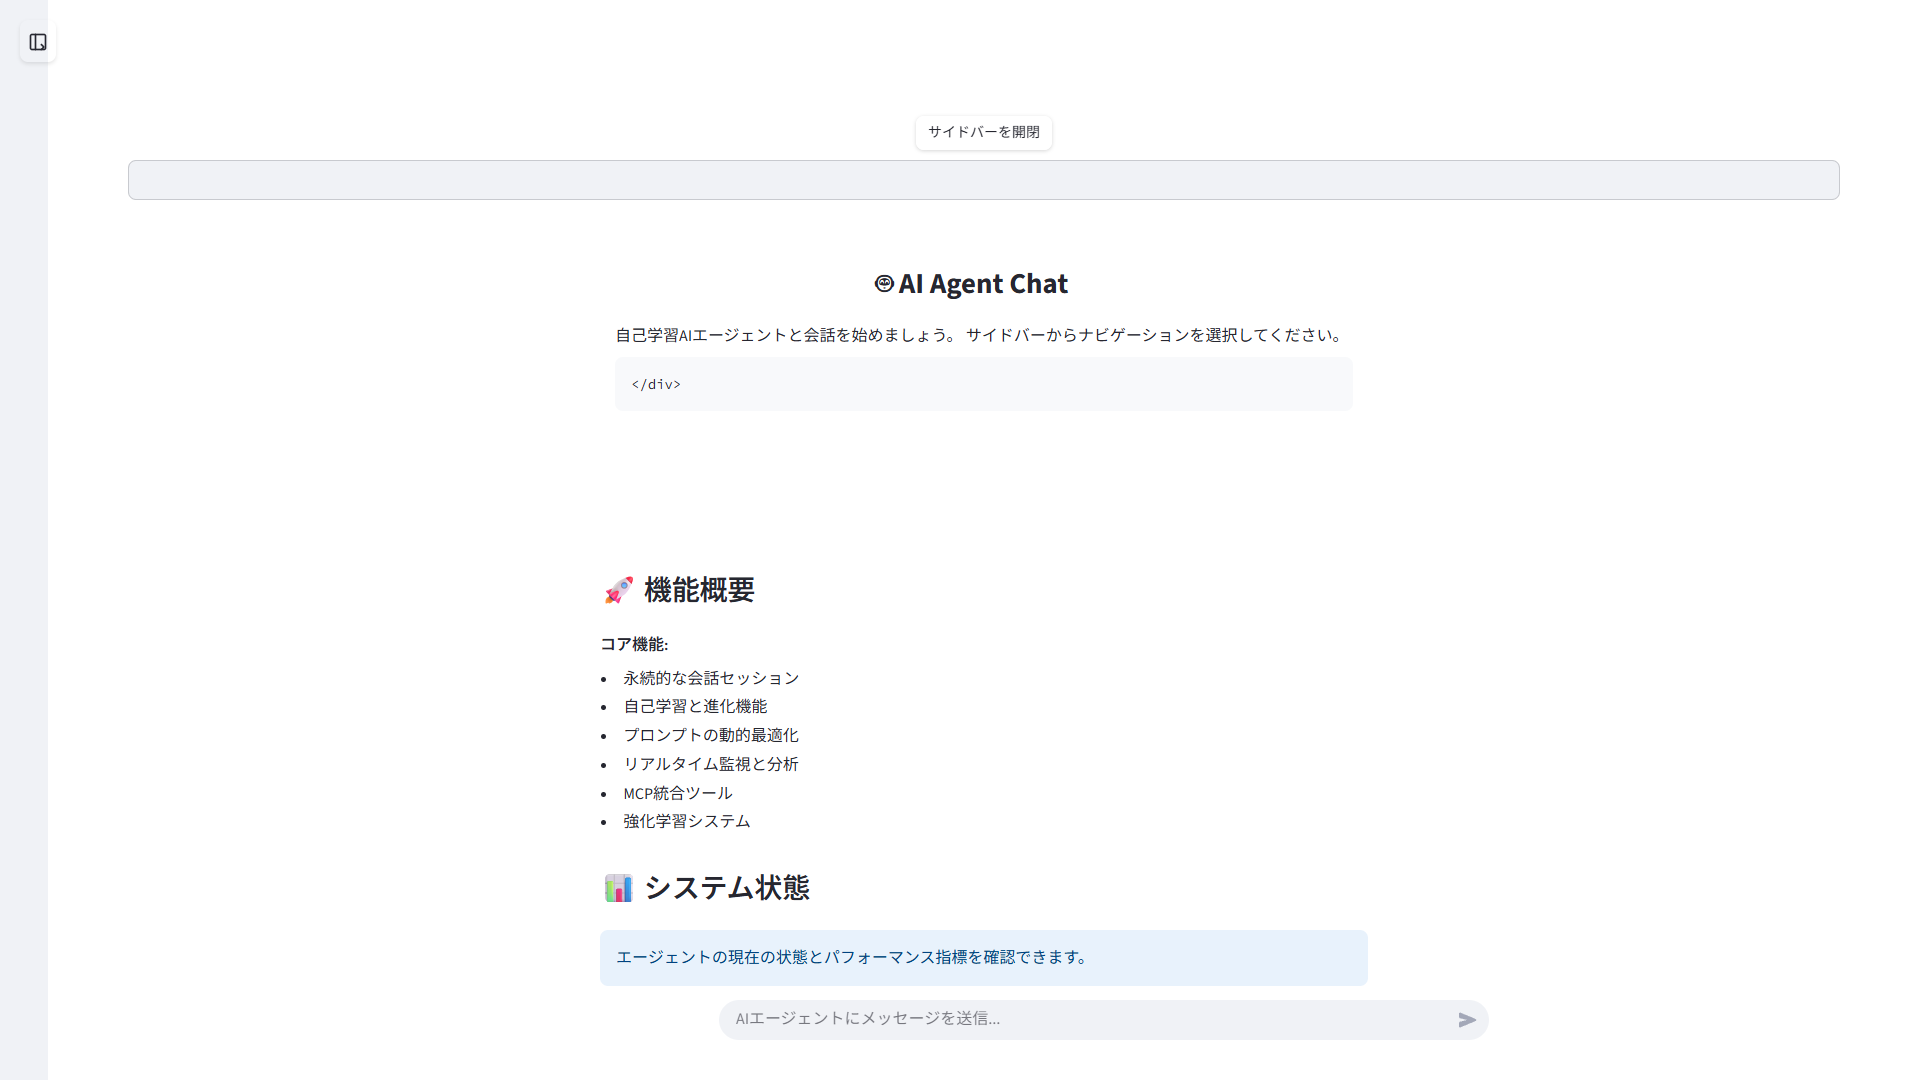 サイドバーを開閉
AI Agent Chat
自己学習AIエージェントと会話を始めましょう。 サイドバーからナビゲーションを選択してください。
</div>
🚀 機能概要
コア機能:
• 永続的な会話セッション
• 自己学習と進化機能
• プロンプトの動的最適化
• リアルタイム監視と分析
• MCP統合ツール
• 強化学習システム
📊 システム状態
エージェントの現在の状態とパフォーマンス指標を確認できます。
AIエージェントにメッセージを送信...